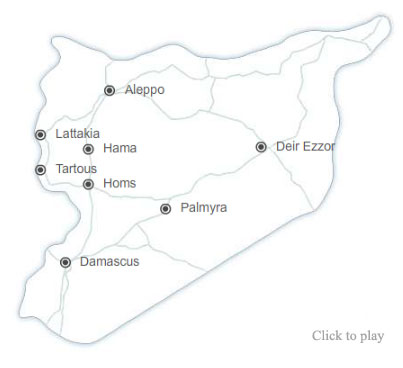 Aleppo
Lattakia
Hama
Deir Ezzor
Tartous
Homs
Palmyra
Damascus
Click to play